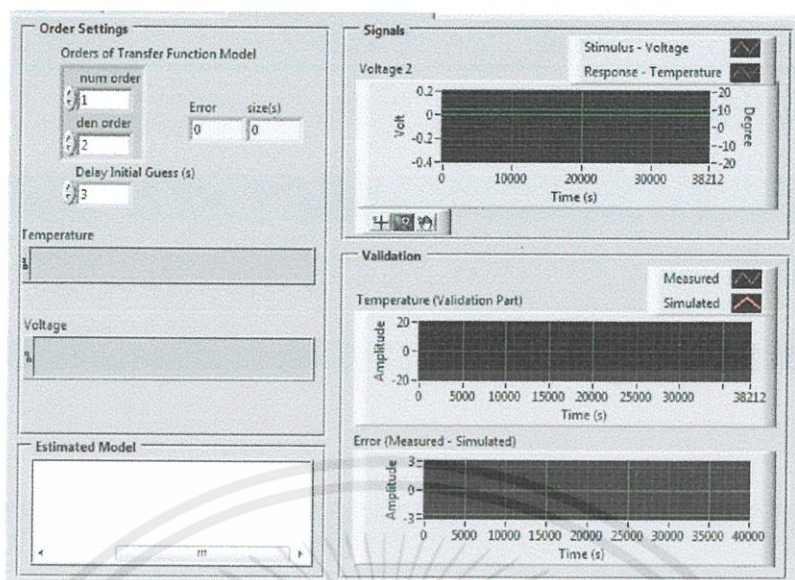 Order Settings
Orders of Transfer Function Model
num order
1
den order
2
Error size(s)
0 0
Delay Initial Guess (s)
3
Temperature
Voltage
Estimated Model
Signals
Stimulus - Voltage
Response - Temperature
Voltage 2
Volt
0.2
0
-0.2
-0.4
20
10
0
-10
-20
Degree
0 10000 20000 30000 38212
Time (s)
Validation
Measured
Simulated
Temperature (Validation Part)
Amplitude
20
0
-20
0 5000 10000 15000 20000 25000 30000 38212
Time (s)
Error (Measured - Simulated)
Amplitude
3
0
-3
0 5000 10000 15000 20000 25000 30000 35000 40000
Time (s)